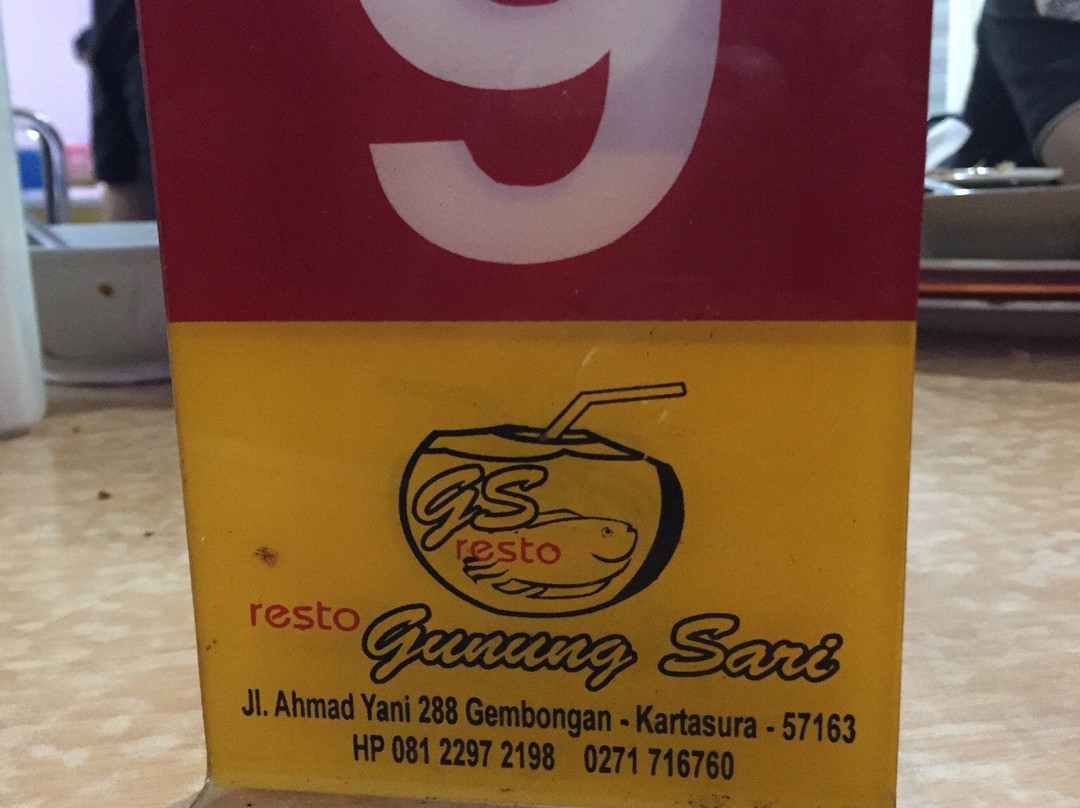 9
GS
resto
resto Gunung Sari
Jl. Ahmad Yani 288 Gembongan - Kartasura - 57163
HP 081 2297 2198 0271 716760